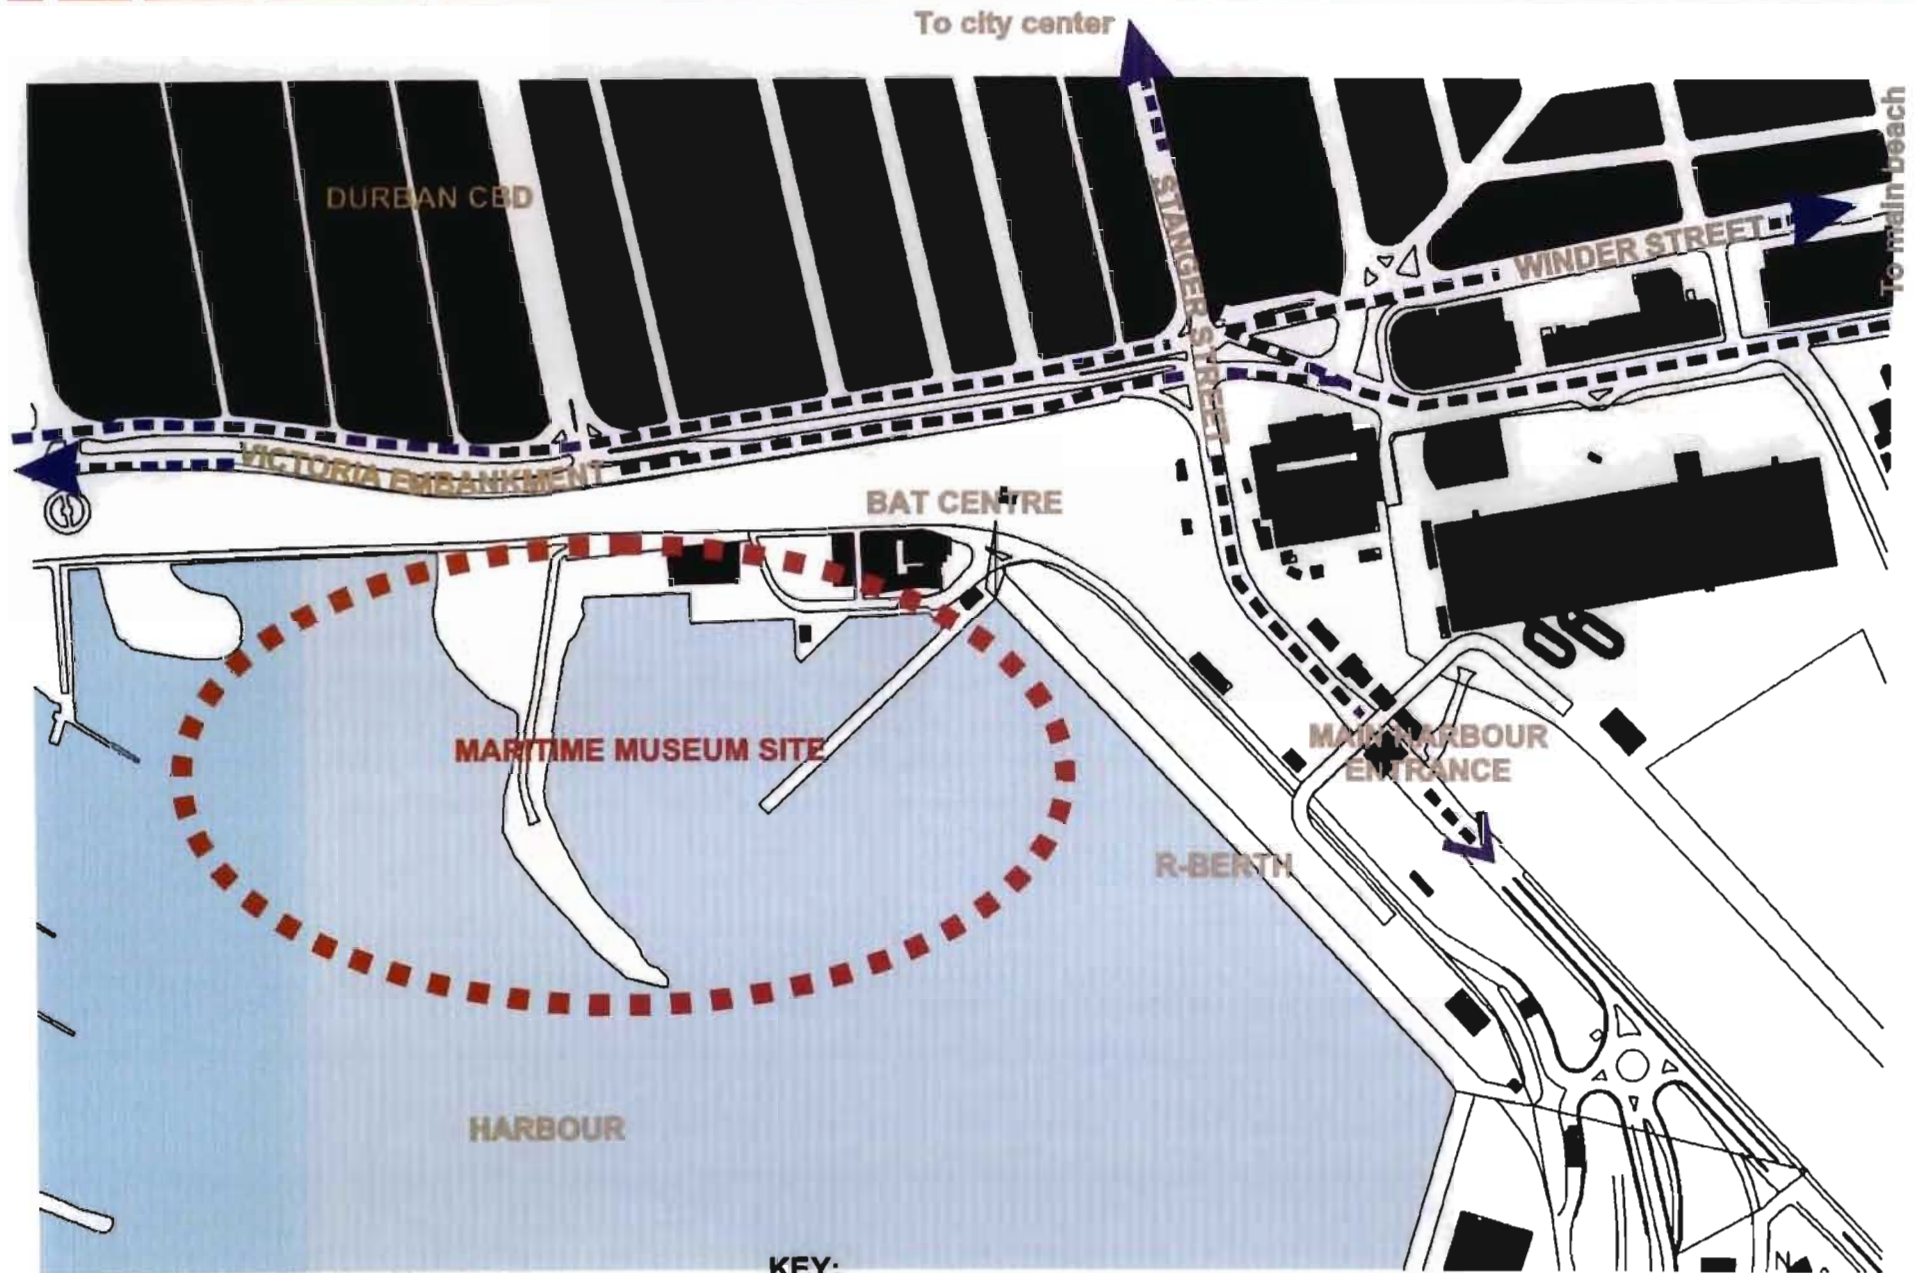 To city center
To main beach
DURBAN CBD
STANGER STREET
WINDER STREET
VICTORIA EMBANKMENT
BAT CENTRE
MARITIME MUSEUM SITE
MAIN HARBOUR
ENTRANCE
R-BERTH
HARBOUR
KEY:
N